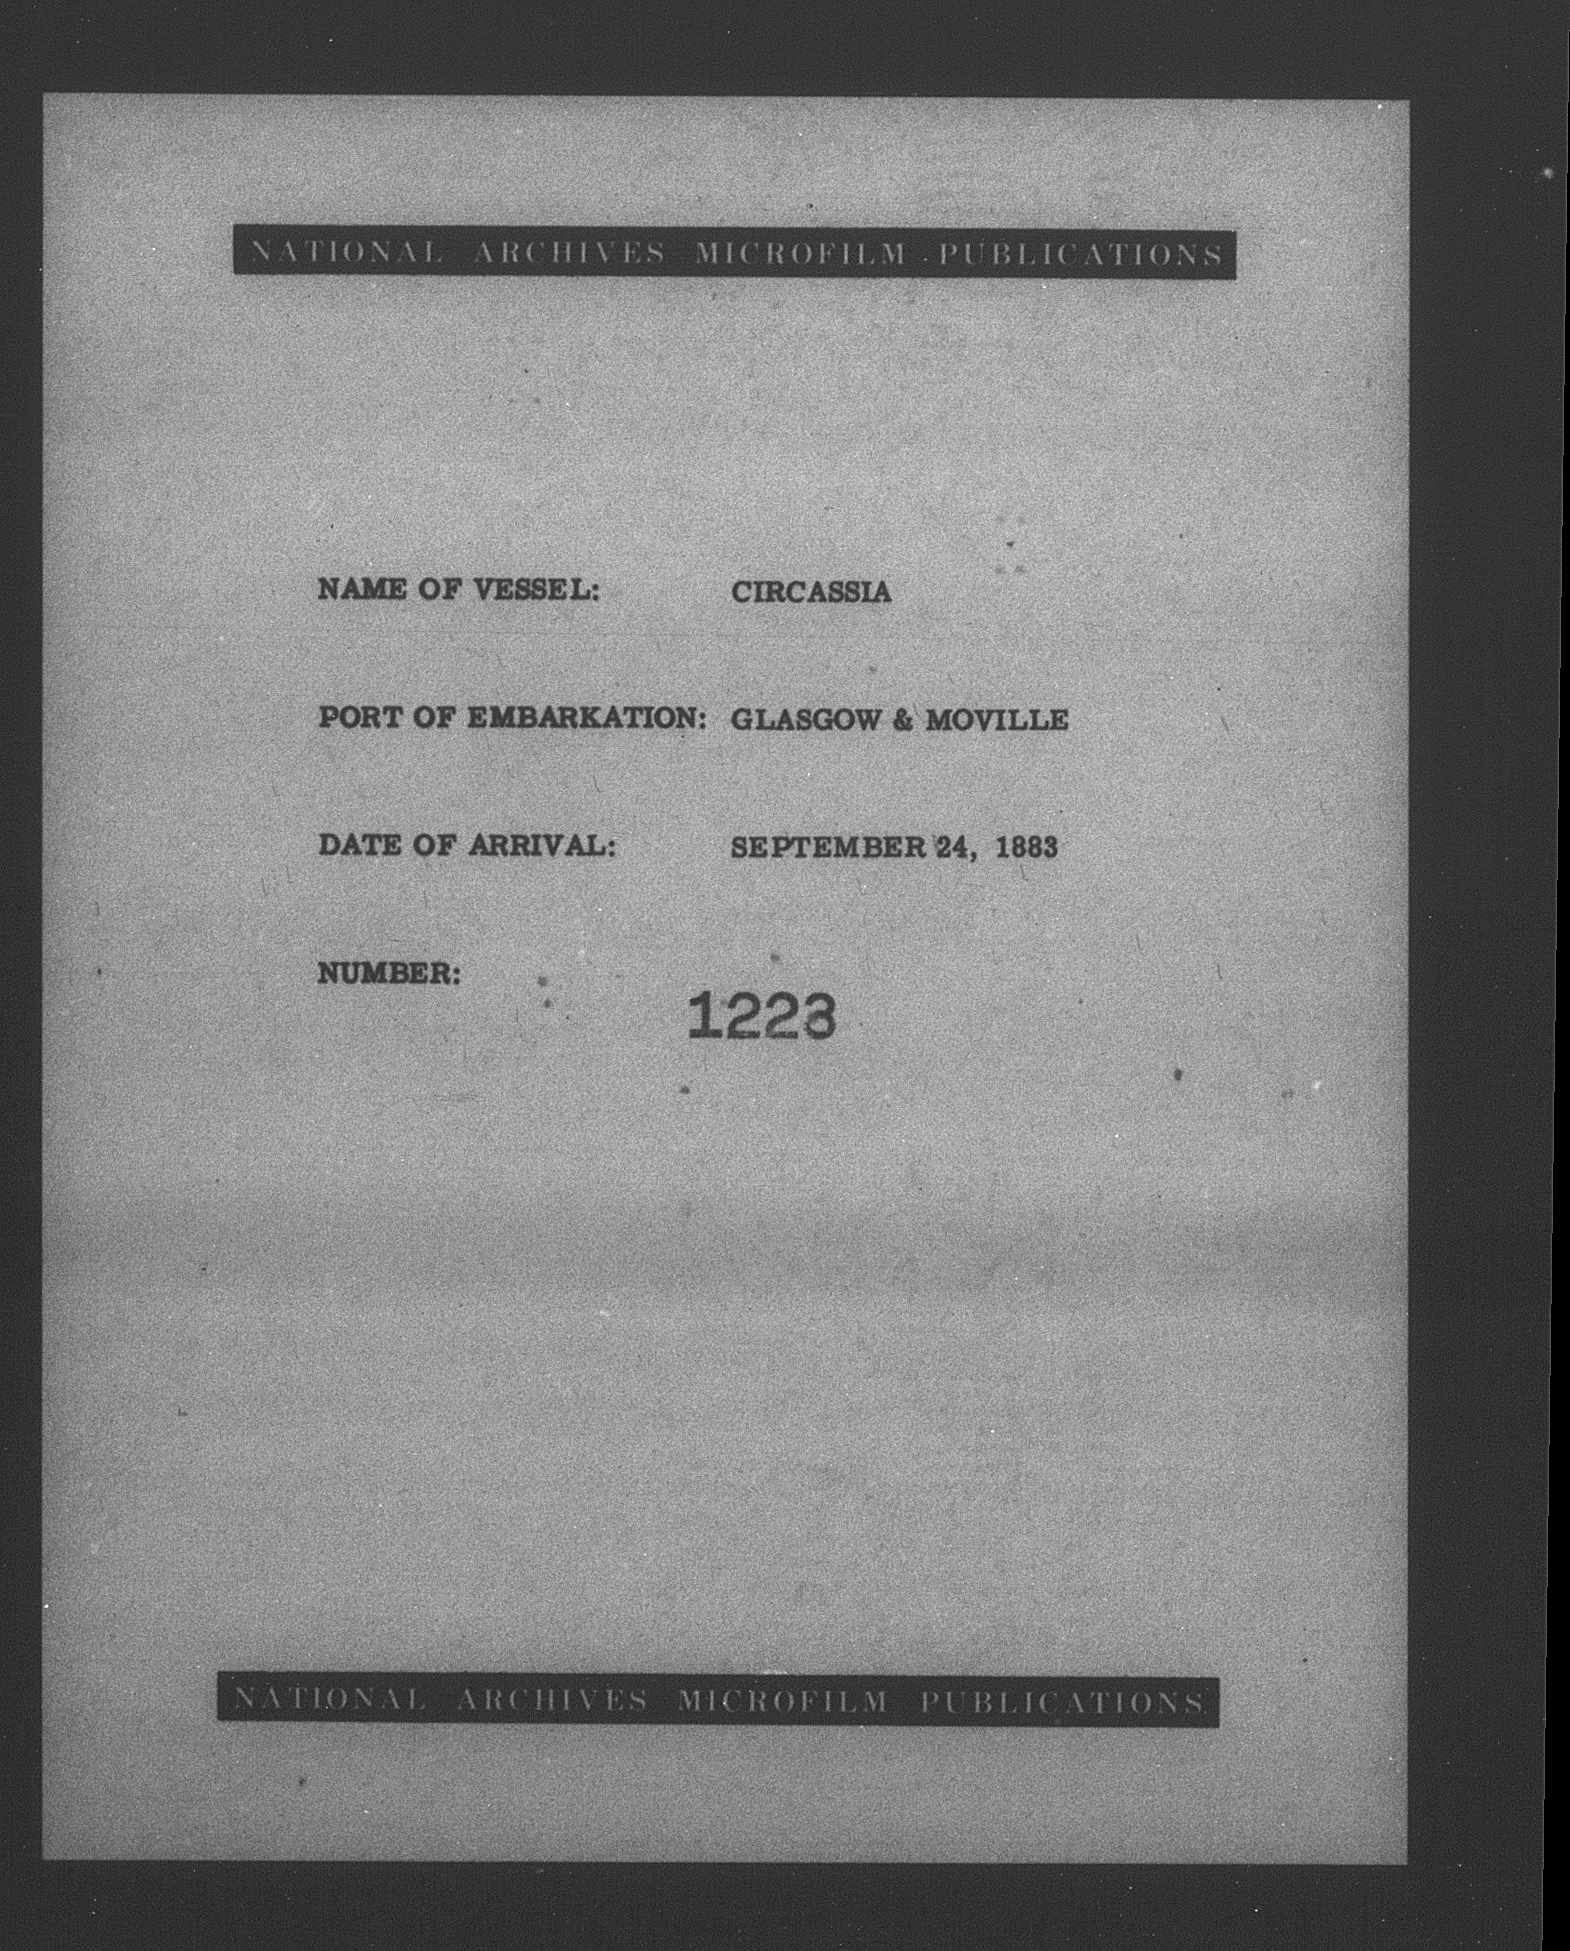 NATIONAL ARCHIVES MICROFILM PUBLICATIONS
NAME OF VESSEL: CIRCASSIA
PORT OF EMBARKATION: GLASGOW & MOVILLE
DATE OF ARRIVAL: SEPTEMBER 24, 1883
NUMBER:
1223
NATIONAL ARCHIVES MICROFILM PUBLICATIONS